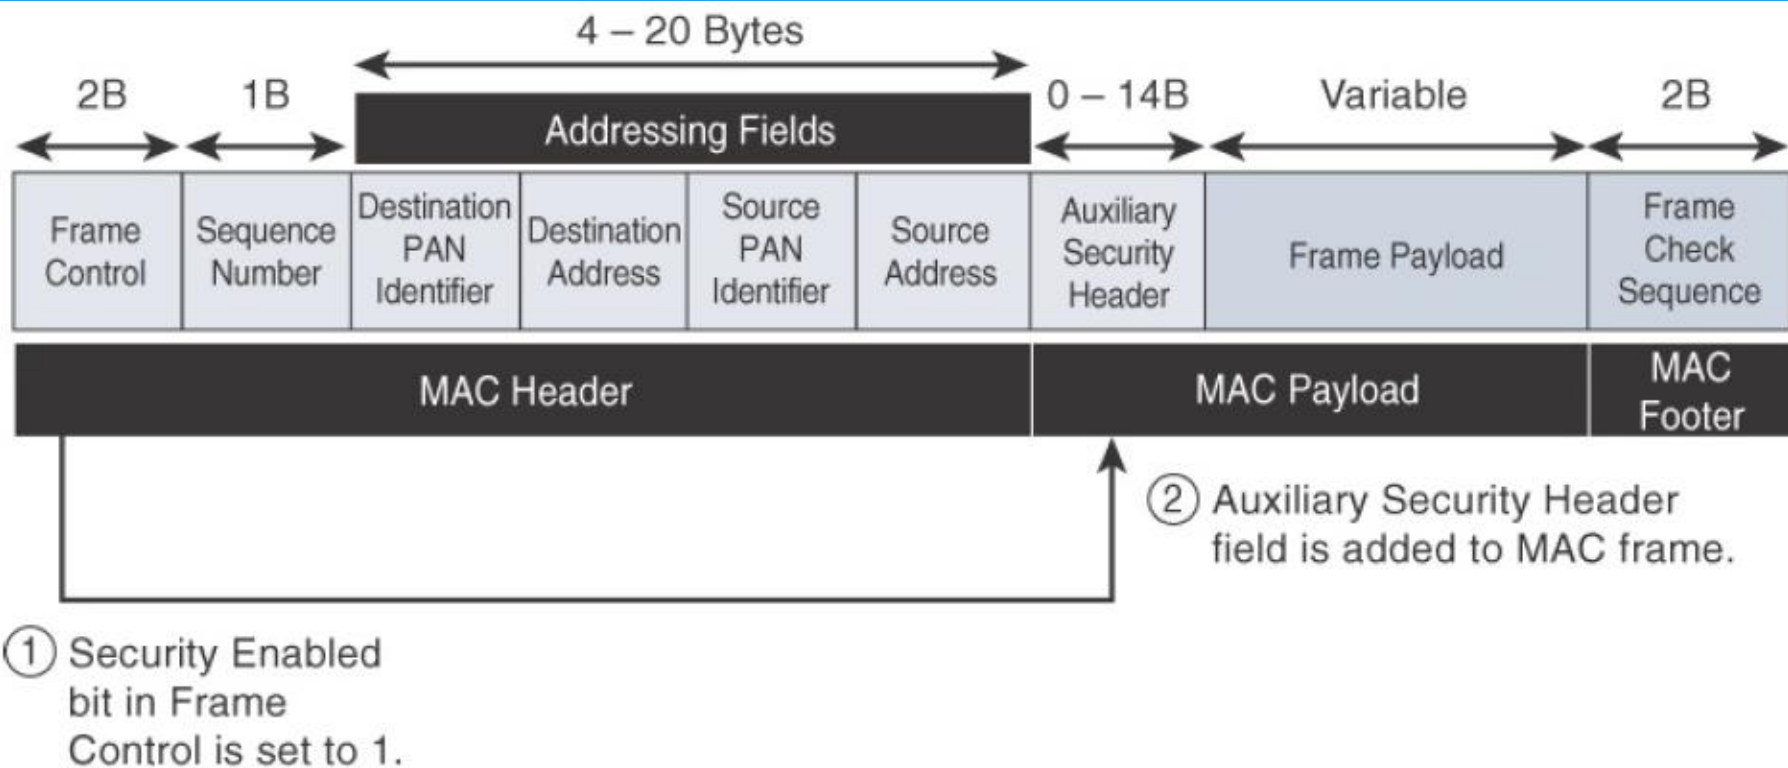 4 – 20 Bytes
2B
1B
0 – 14B
Variable
2B
Addressing Fields
Frame
Control
Sequence
Number
Destination
PAN
Identifier
Destination
Address
Source
PAN
Identifier
Source
Address
Auxiliary
Security
Header
Frame Payload
Frame
Check
Sequence
MAC Header
MAC Payload
MAC
Footer
2 Auxiliary Security Header
field is added to MAC frame.
1 Security Enabled
bit in Frame
Control is set to 1.